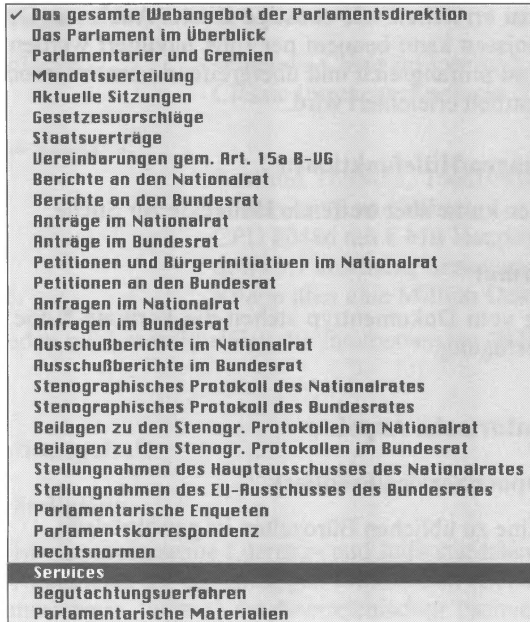 ✓ Das gesamte Webangebot der Parlamentsdirektion
Das Parlament im Überblick
Parlamentarier und Gremien
Mandatsverteilung
Aktuelle Sitzungen
Gesetzesvorschläge
Staatsverträge
Vereinbarungen gem. Art. 15a B-VG
Berichte an den Nationalrat
Berichte an den Bundesrat
Anträge im Nationalrat
Anträge im Bundesrat
Petitionen und Bürgerinitiativen im Nationalrat
Petitionen an den Bundesrat
Anfragen im Nationalrat
Anfragen im Bundesrat
Ausschußberichte im Nationalrat
Ausschußberichte im Bundesrat
Stenographisches Protokoll des Nationalrates
Stenographisches Protokoll des Bundesrates
Beilagen zu den Stenogr. Protokollen im Nationalrat
Beilagen zu den Stenogr. Protokollen im Bundesrat
Stellungnahmen des Hauptausschusses des Nationalrates
Stellungnahmen des EU-Ausschusses des Bundesrates
Parlamentarische Enqueten
Parlamentskorrespondenz
Rechtsnormen
Services
Begutachtungsverfahren
Parlamentarische Materialien